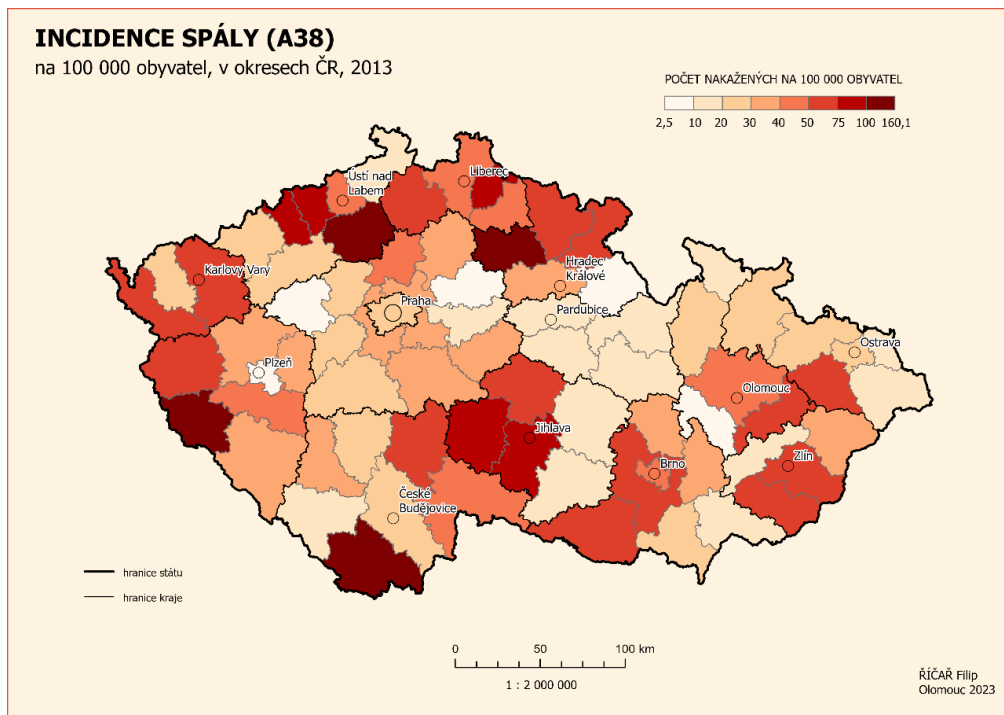 INCIDENCE SPÁLY (A38)
na 100 000 obyvatel, v okresech ČR, 2013
POČET NAKAŽENÝCH NA 100 000 OBYVATEL
2,5 10 20 30 40 50 75 100 160,1
Ústí nad
Labem
Liberec
Karlovy Vary
Hradec
Králové
Praha
Pardubice
Plzeň
Ostrava
Olomouc
Jihlava
Zlín
Brno
České
Budějovice
hranice státu
hranice kraje
0 50 100 km
1 : 2 000 000
ŘÍČAŘ Filip
Olomouc 2023